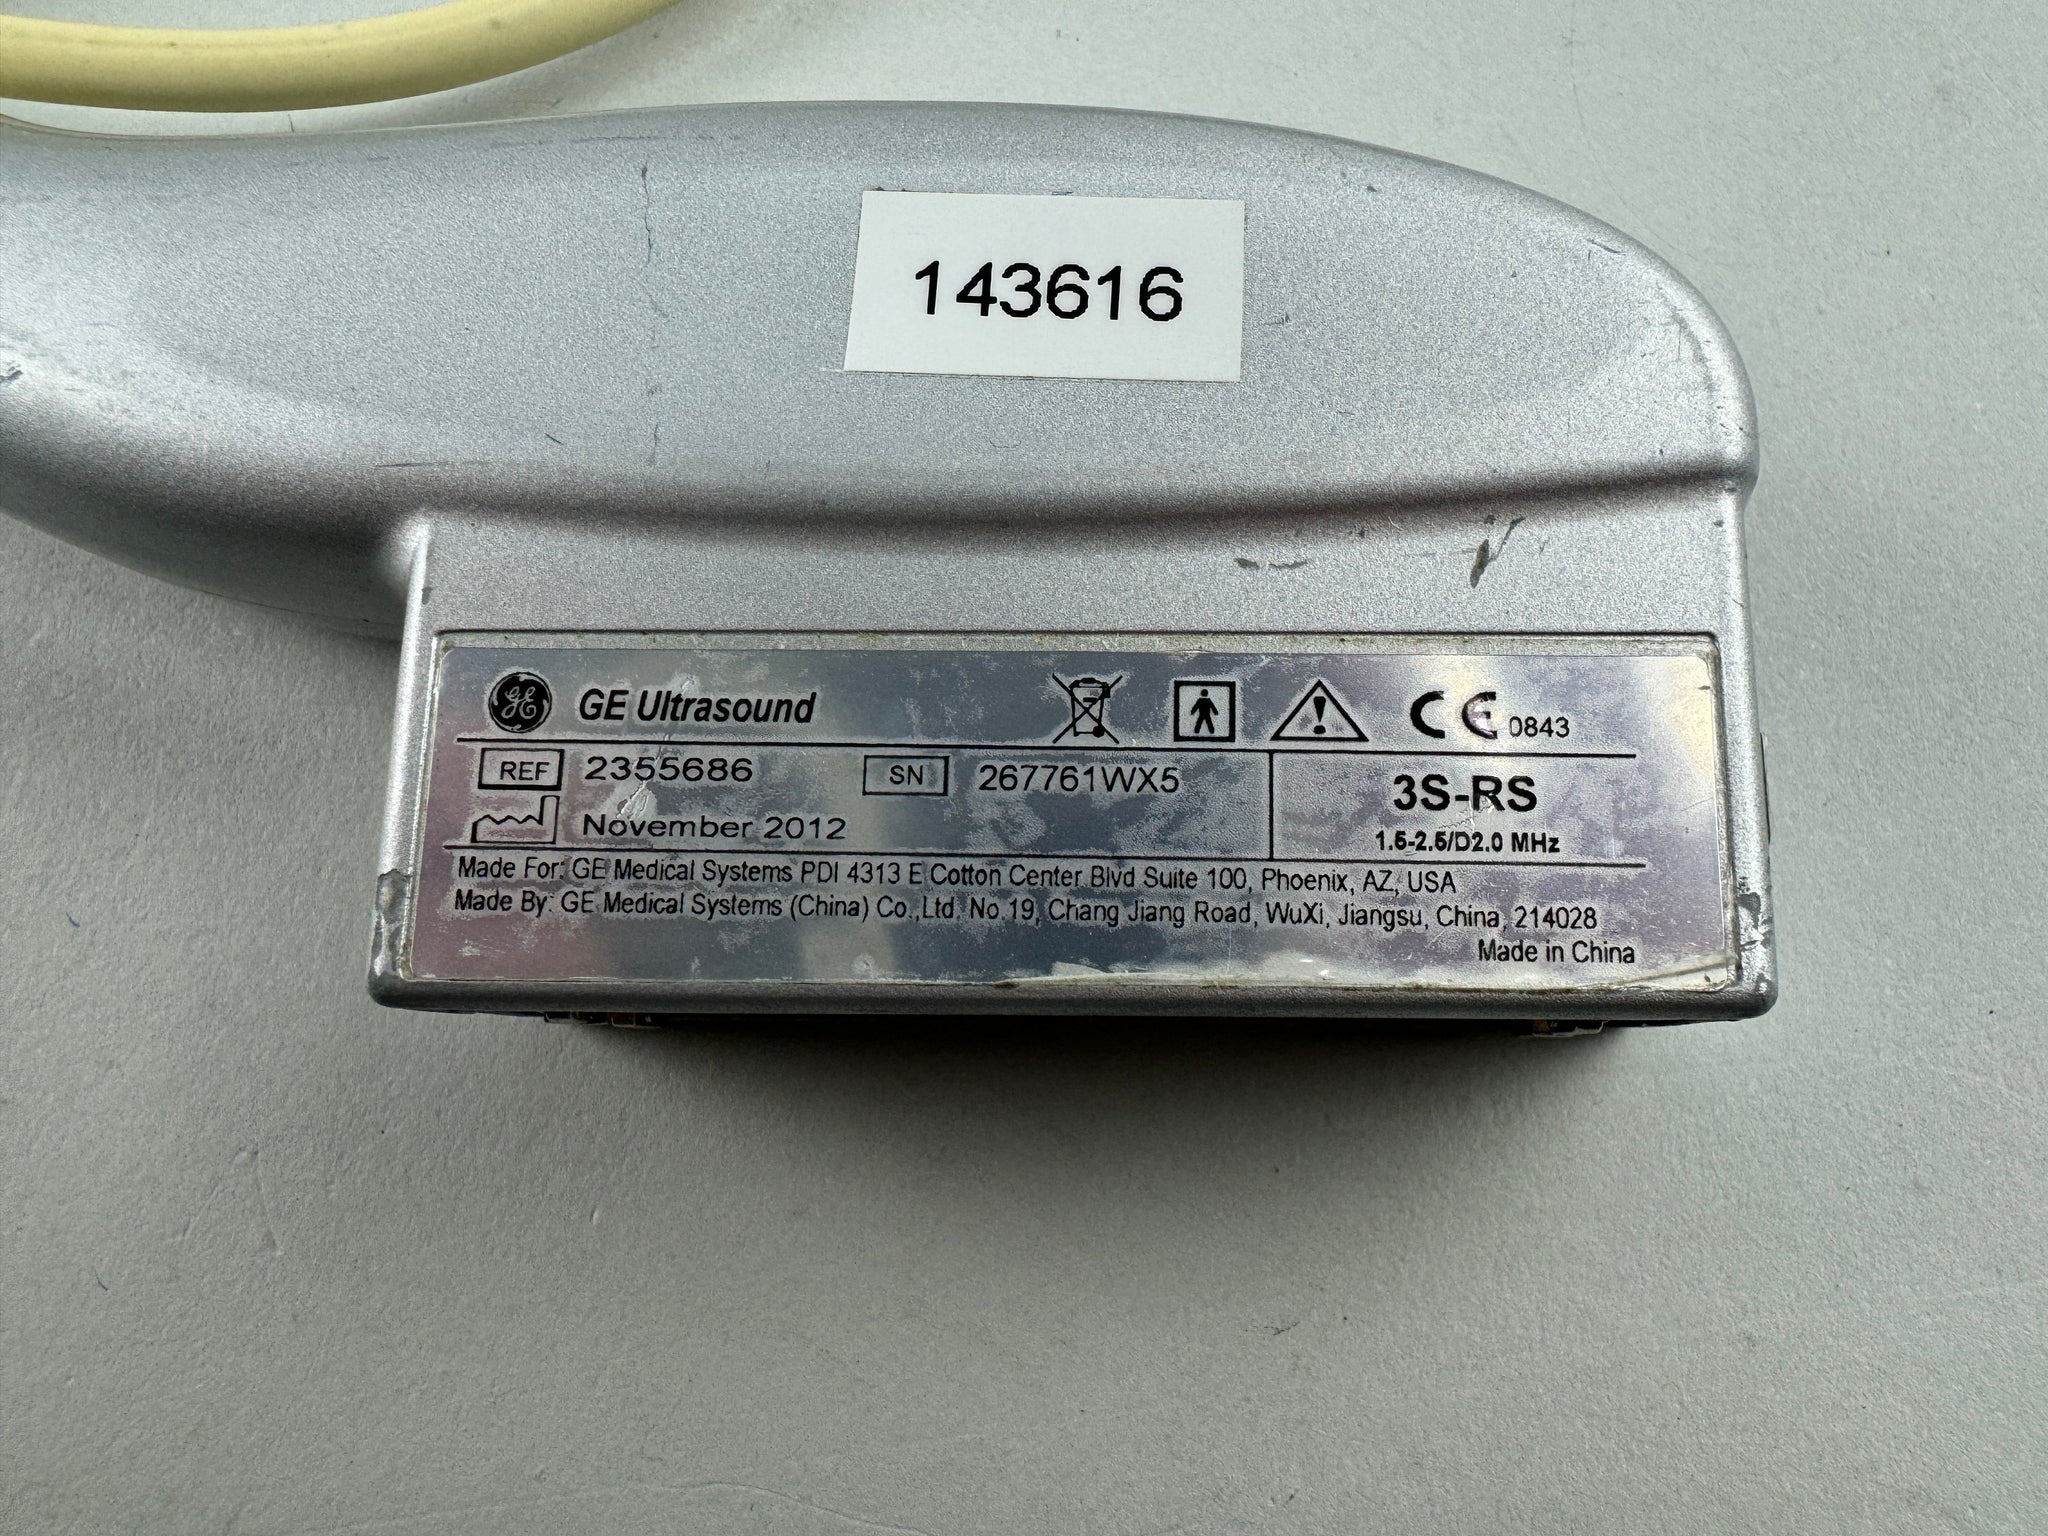 143616
GE GE Ultrasound
CE 0843
REF 2355686 SN 267761WX5
3S-RS
November 2012
1.5-2.5/D2.0 MHz
Made For: GE Medical Systems PDI 4313 E Cotton Center Blvd Suite 100, Phoenix, AZ, USA
Made By: GE Medical Systems (China) Co.,Ltd. No.19, Chang Jiang Road, WuXi, Jiangsu, China, 214028
Made in China